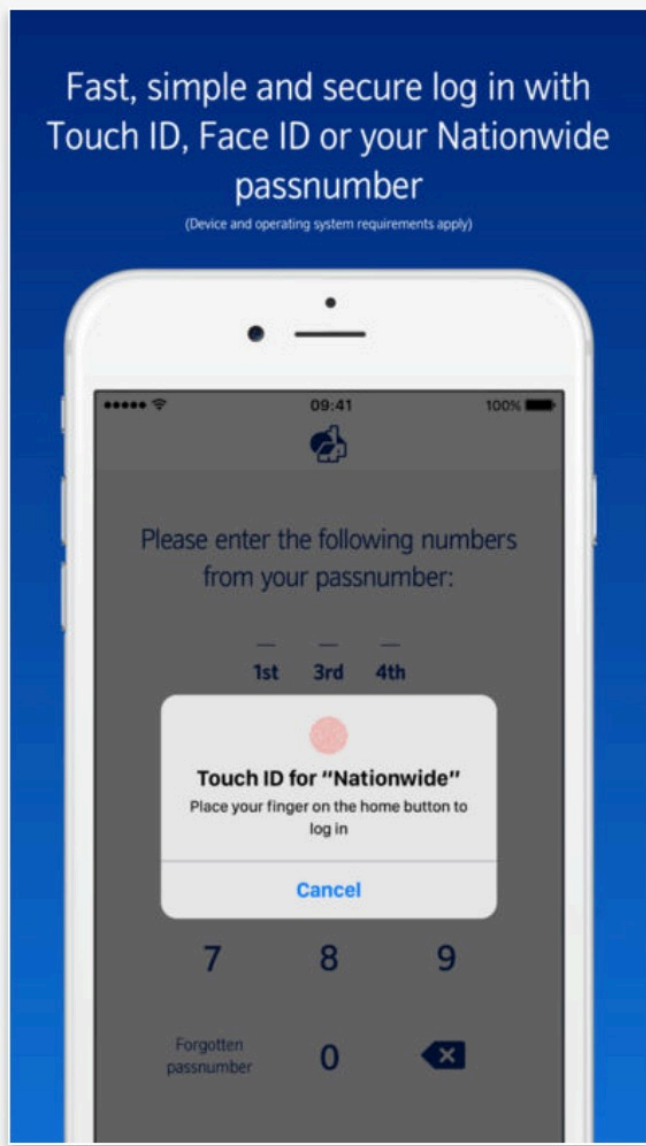 Fast, simple and secure log in with
Touch ID, Face ID or your Nationwide
passnumber
(Device and operating system requirements apply)
09:41
100%
Please enter the following numbers
from your passnumber:
1st 3rd 4th
Touch ID for “Nationwide”
Place your finger on the home button to
log in
Cancel
7 8 9
Forgotten
passnumber 0